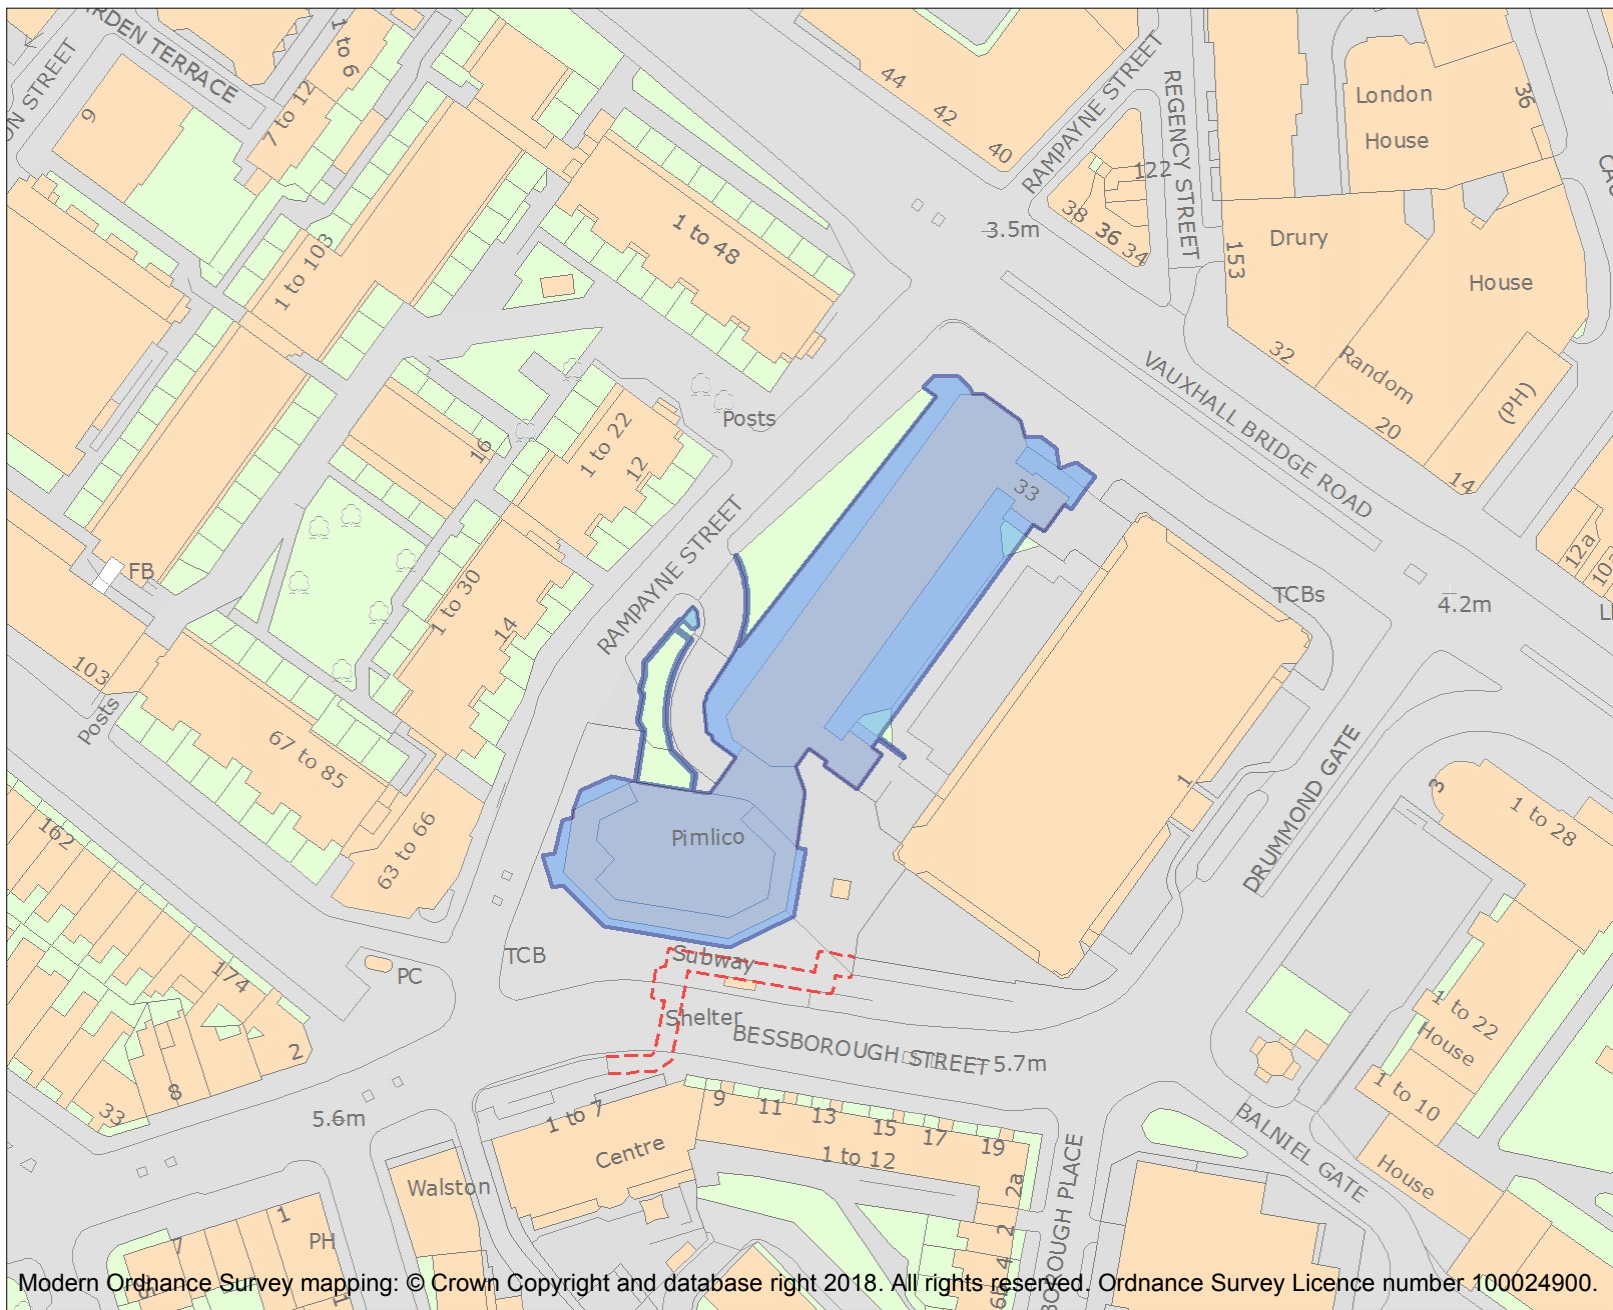 RDEN TERRACE
ON STREET
1 to 6
7 to 12
9
44
42
40
RAMPAYNE STREET
REGENCY STREET
London
House
36
122
38
36
34
3.5m
153
Drury
House
1 to 48
1 to 103
32
Random
20
(PH)
14
VAUXHALL BRIDGE ROAD
Posts
1 to 22
12
16
33
RAMPAYNE STREET
FB
1 to 30
14
12a
TCBs
4.2m
103
Posts
67 to 85
63 to 66
162
174
Pimlico
1
DRUMMOND GATE
3
1 to 28
TCB
PC
Subway
Shelter
BESSBOROUGH STREET
5.7m
1 to 22
House
1 to 10
BALNIEL GATE
House
2
8
33
5.6m
1 to 7
Centre
9
11
13
15
17
19
1 to 12
2a
2
4
BOROUGH PLACE
Walston
1
7
PH
Modern Ordnance Survey mapping: © Crown Copyright and database right 2018. All rights reserved. Ordnance Survey Licence number 100024900.